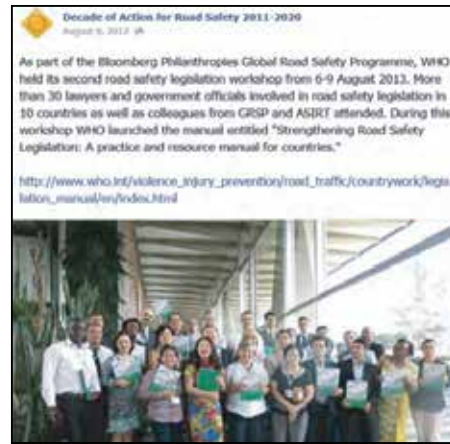 Decade of Action for Road Safety 2011-2020
August 9, 2013
As part of the Bloomberg Philanthropies Global Road Safety Programme, WHO
held its second road safety legislation workshop from 6-9 August 2013. More
than 30 lawyers and government officials involved in road safety legislation in
10 countries as well as colleagues from GRSP and ASIRT attended. During this
workshop WHO launched the manual entitled "Strengthening Road Safety
Legislation: A practice and resource manual for countries."
http://www.who.int/violence_injury_prevention/road_traffic/countrywork/legis
lation_manual/en/index.html